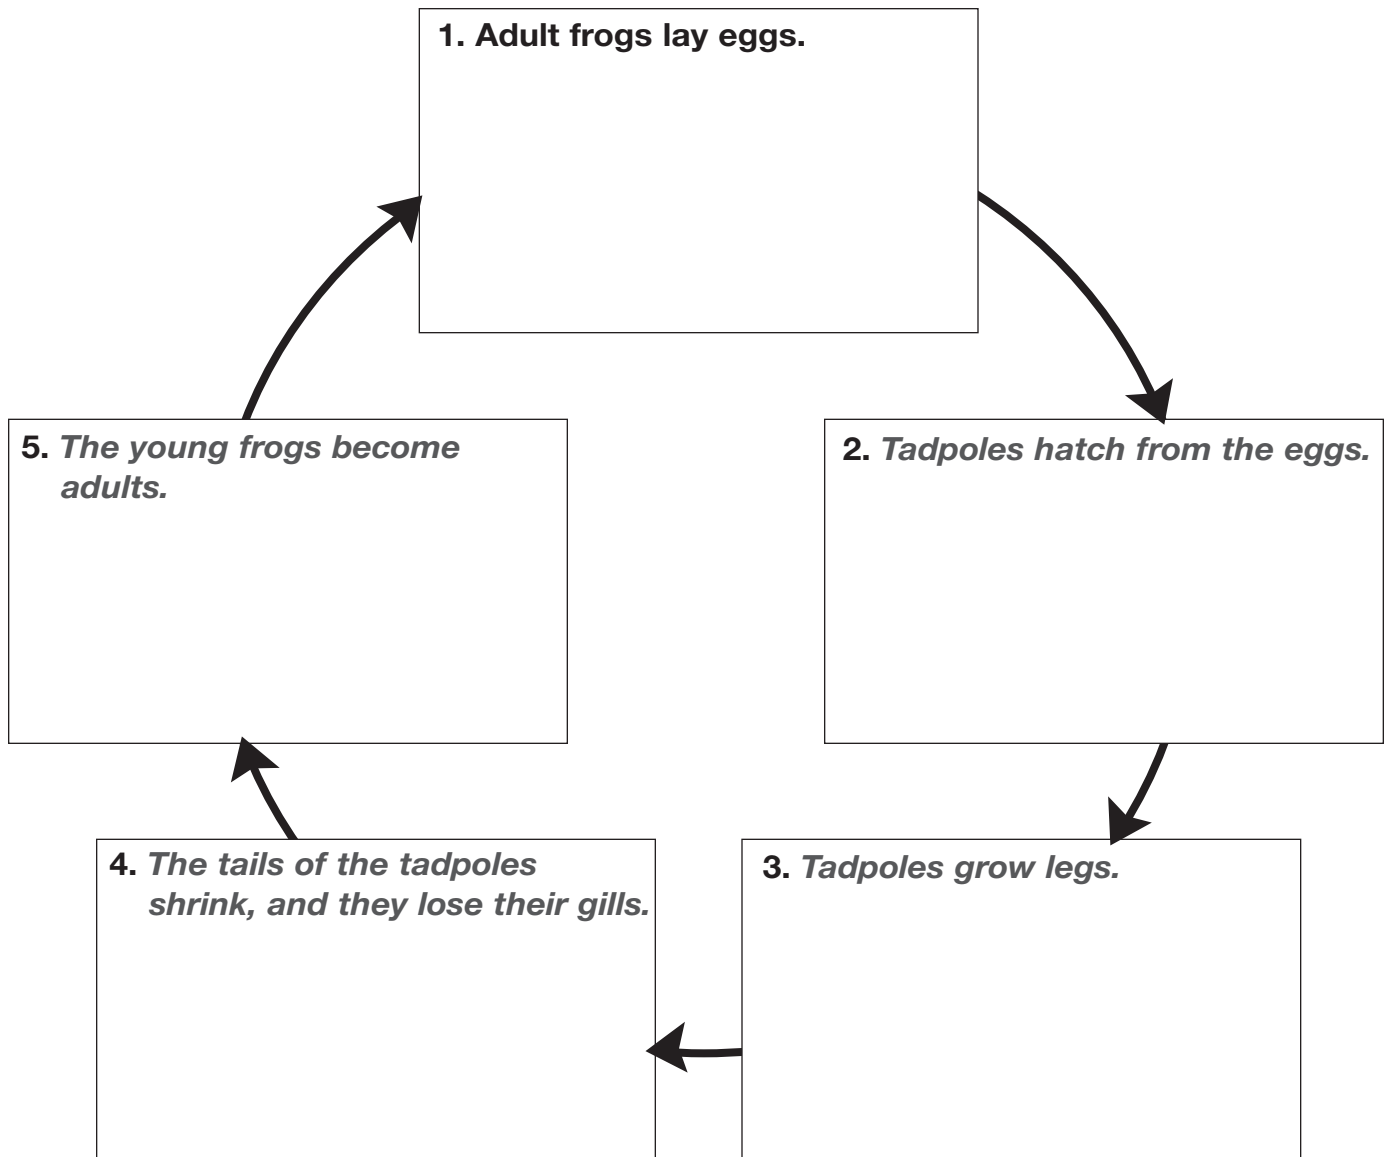 1. Adult frogs lay eggs.
2. Tadpoles hatch from the eggs.
3. Tadpoles grow legs.
4. The tails of the tadpoles
shrink, and they lose their gills.
5. The young frogs become
adults.